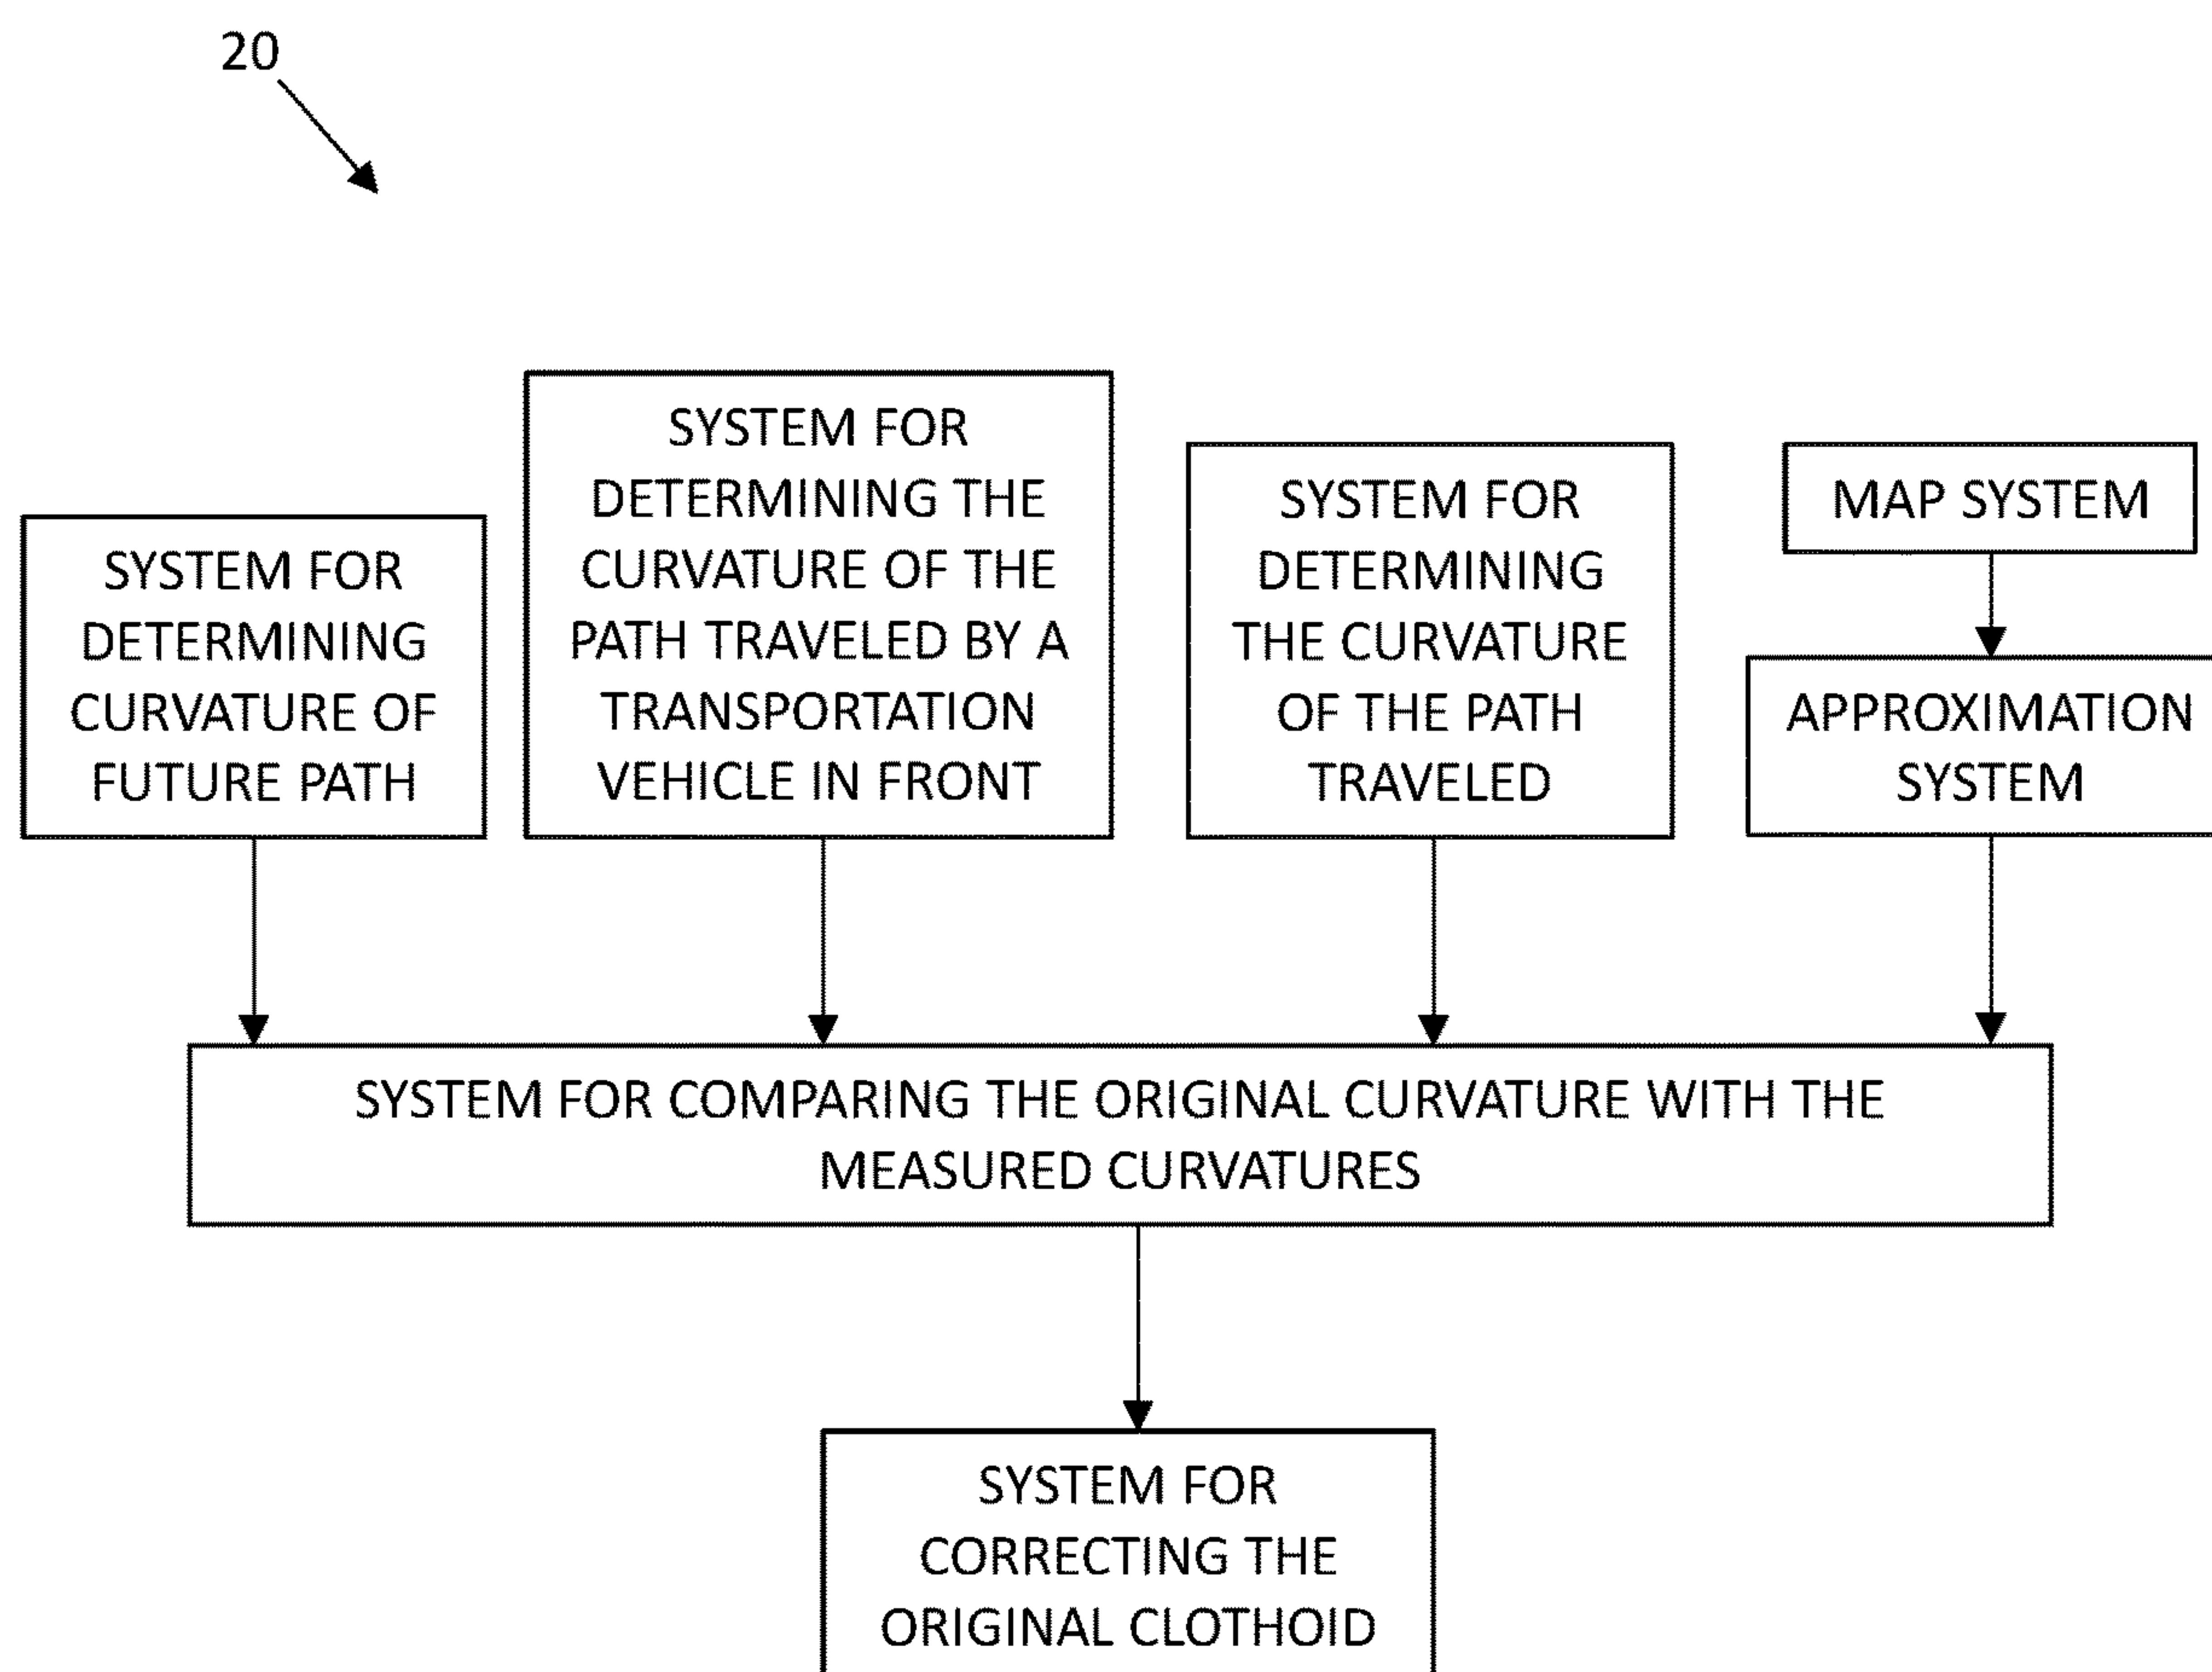 20
SYSTEM FOR
DETERMINING
CURVATURE OF
FUTURE PATH
SYSTEM FOR
DETERMINING THE
CURVATURE OF THE
PATH TRAVELED BY A
TRANSPORTATION
VEHICLE IN FRONT
SYSTEM FOR
DETERMINING
THE CURVATURE
OF THE PATH
TRAVELED
MAP SYSTEM
APPROXIMATION
SYSTEM
SYSTEM FOR COMPARING THE ORIGINAL CURVATURE WITH THE
MEASURED CURVATURES
SYSTEM FOR
CORRECTING THE
ORIGINAL CLOTHOID